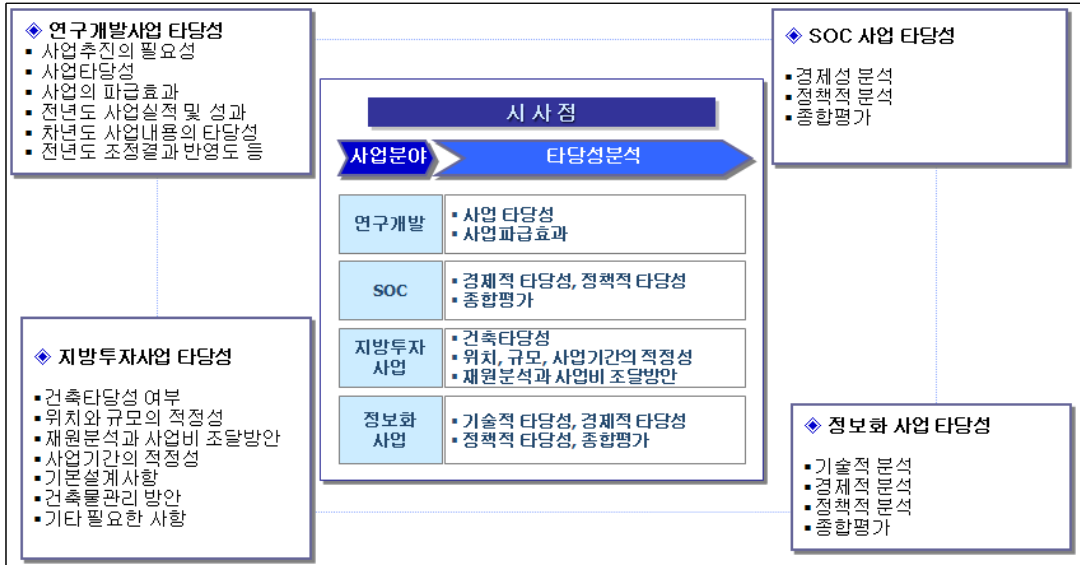 ◈ 연구개발사업 타당성
▪ 사업추진의 필요성
▪ 사업타당성
▪ 사업의 파급효과
▪ 전년도 사업실적 및 성과
▪ 차년도 사업내용의 타당성
▪ 전년도 조정결과 반영도 등
◈ SOC 사업 타당성
▪경제성 분석
▪정책적 분석
▪종합평가
시 사 점
사업분야
타당성분석
연구개발
▪ 사업 타당성
▪ 사업파급효과
SOC
▪ 경제적 타당성, 정책적 타당성
▪ 종합평가
지방투자
사업
▪ 건축타당성
▪ 위치, 규모, 사업기간의 적정성
▪ 재원분석과 사업비 조달방안
정보화
사업
▪ 기술적 타당성, 경제적 타당성
▪ 정책적 타당성, 종합평가
◈ 지방투자사업 타당성
▪건축타당성 여부
▪위치와 규모의 적정성
▪재원분석과 사업비 조달방안
▪사업기간의 적정성
▪기본설계사항
▪건축물관리 방안
▪기타 필요한 사항
◈ 정보화 사업 타당성
▪기술적 분석
▪경제적 분석
▪정책적 분석
▪종합평가